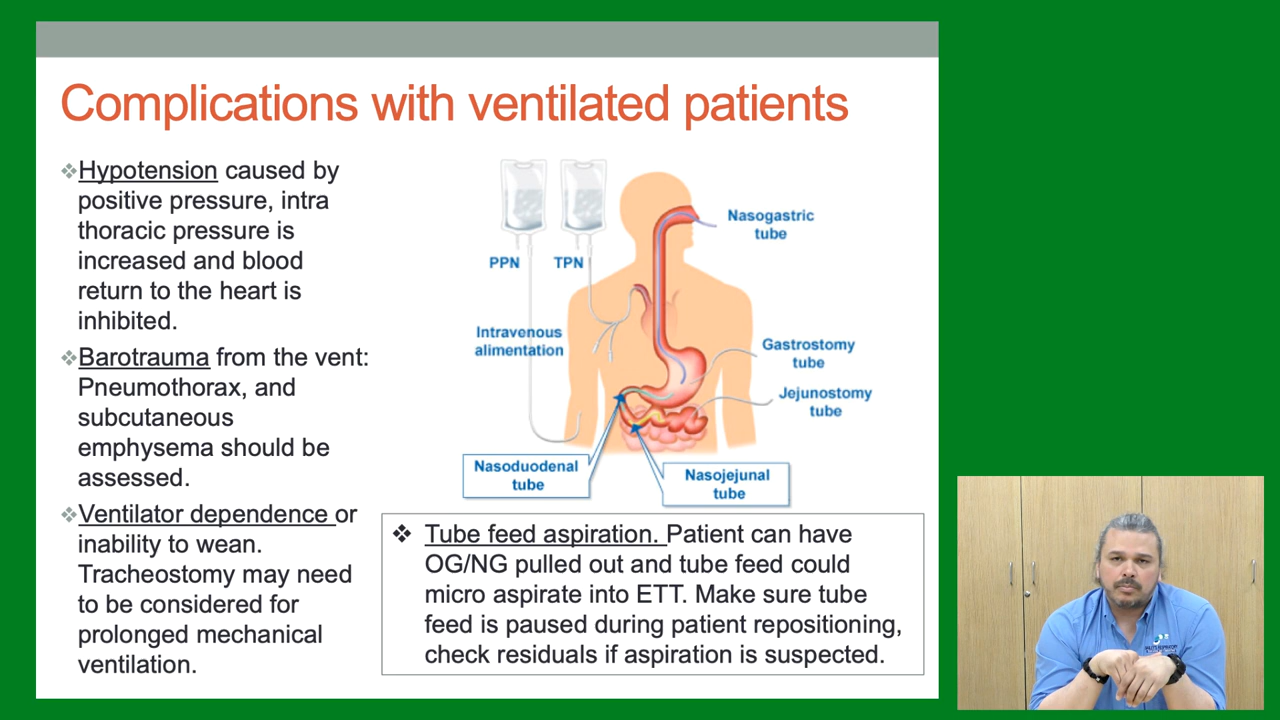 Complications with ventilated patients
❖Hypotension caused by
positive pressure, intra
thoracic pressure is
increased and blood
return to the heart is
inhibited.
❖Barotrauma from the vent:
Pneumothorax, and
subcutaneous
emphysema should be
assessed.
❖Ventilator dependence or
inability to wean.
Tracheostomy may need
to be considered for
prolonged mechanical
ventilation.
PPN
TPN
Nasogastric
tube
Intravenous
alimentation
Gastrostomy
tube
Jejunostomy
tube
Nasoduodenal
tube
Nasojejunal
tube
❖ Tube feed aspiration. Patient can have
OG/NG pulled out and tube feed could
micro aspirate into ETT. Make sure tube
feed is paused during patient repositioning,
check residuals if aspiration is suspected.